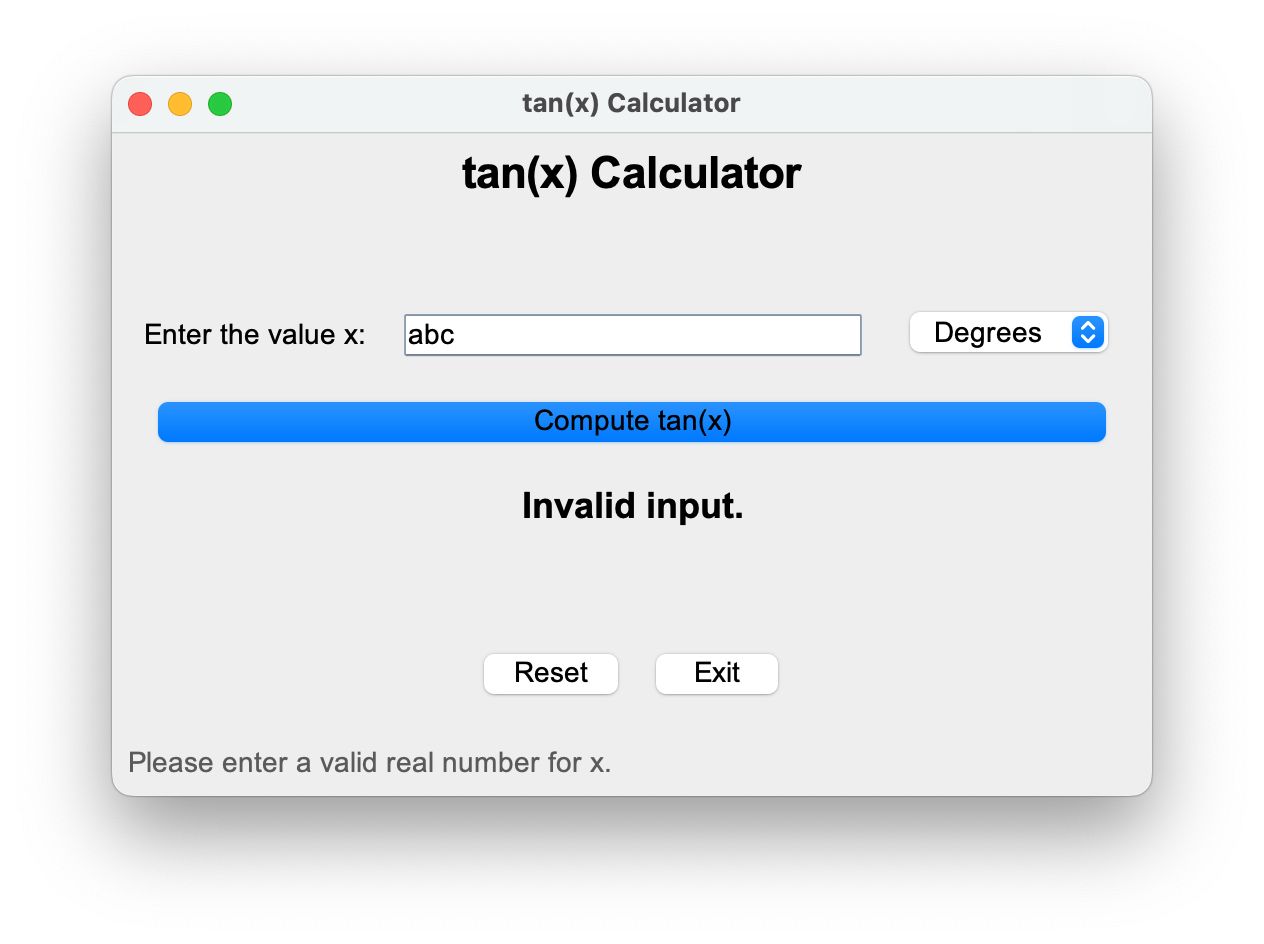 tan(x) Calculator
tan(x) Calculator
Enter the value x: abc Degrees
Compute tan(x)
Invalid input.
Reset Exit
Please enter a valid real number for x.